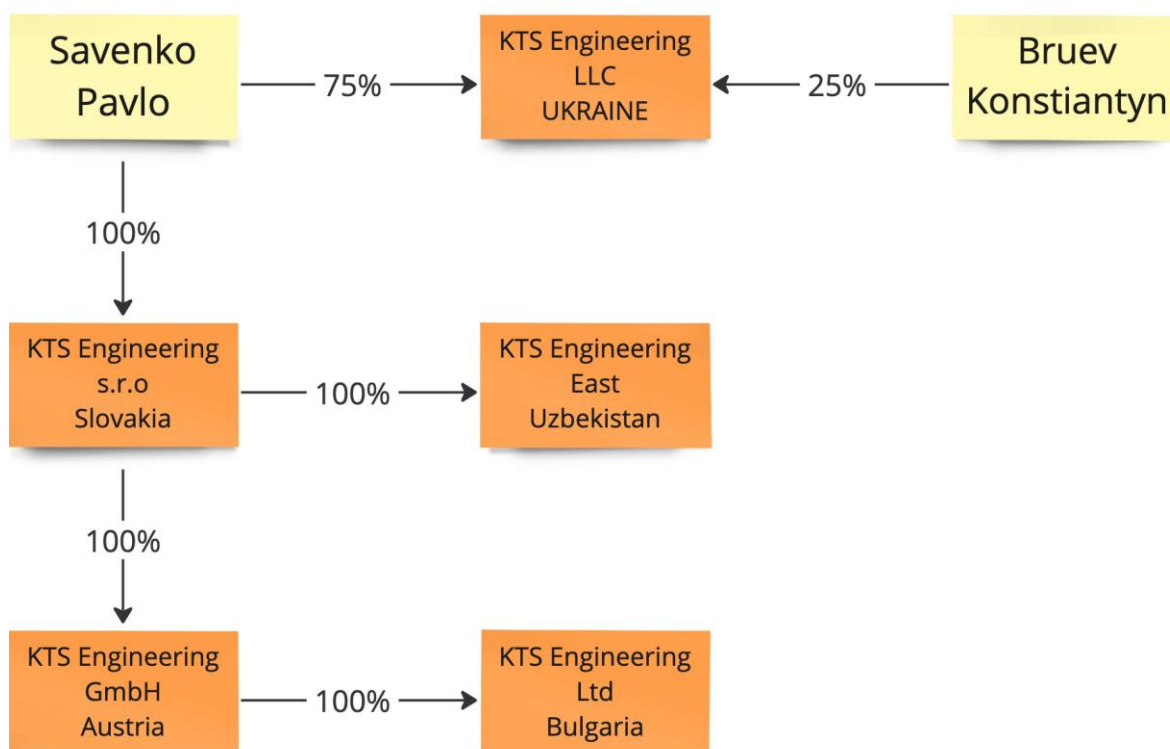 Savenko
Pavlo
75%
KTS Engineering
LLC
UKRAINE
25%
Bruev
Konstiantyn
100%
KTS Engineering
s.r.o
Slovakia
100%
KTS Engineering
East
Uzbekistan
100%
KTS Engineering
GmbH
Austria
100%
KTS Engineering
Ltd
Bulgaria